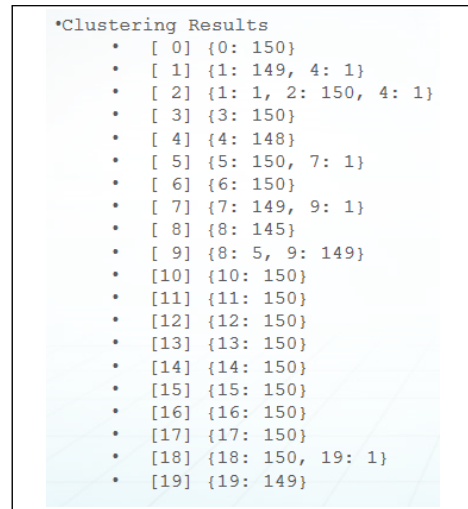 •Clustering Results
• [ 0] {0: 150}
• [ 1] {1: 149, 4: 1}
• [ 2] {1: 1, 2: 150, 4: 1}
• [ 3] {3: 150}
• [ 4] {4: 148}
• [ 5] {5: 150, 7: 1}
• [ 6] {6: 150}
• [ 7] {7: 149, 9: 1}
• [ 8] {8: 145}
• [ 9] {8: 5, 9: 149}
• [10] {10: 150}
• [11] {11: 150}
• [12] {12: 150}
• [13] {13: 150}
• [14] {14: 150}
• [15] {15: 150}
• [16] {16: 150}
• [17] {17: 150}
• [18] {18: 150, 19: 1}
• [19] {19: 149}